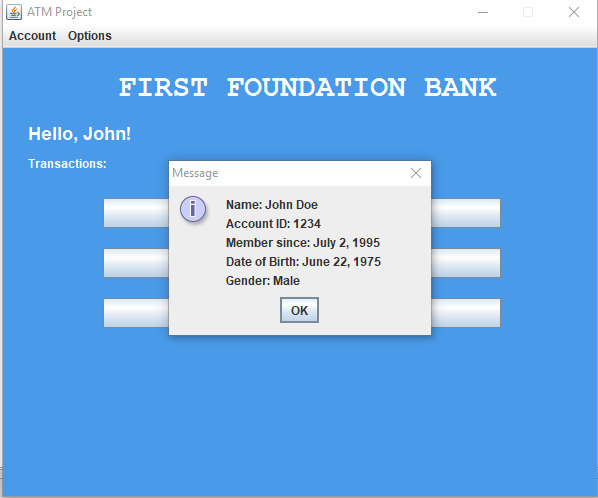 ATM Project
Account Options
FIRST FOUNDATION BANK
Hello, John!
Transactions:
Message
Name: John Doe
Account ID: 1234
Member since: July 2, 1995
Date of Birth: June 22, 1975
Gender: Male
OK